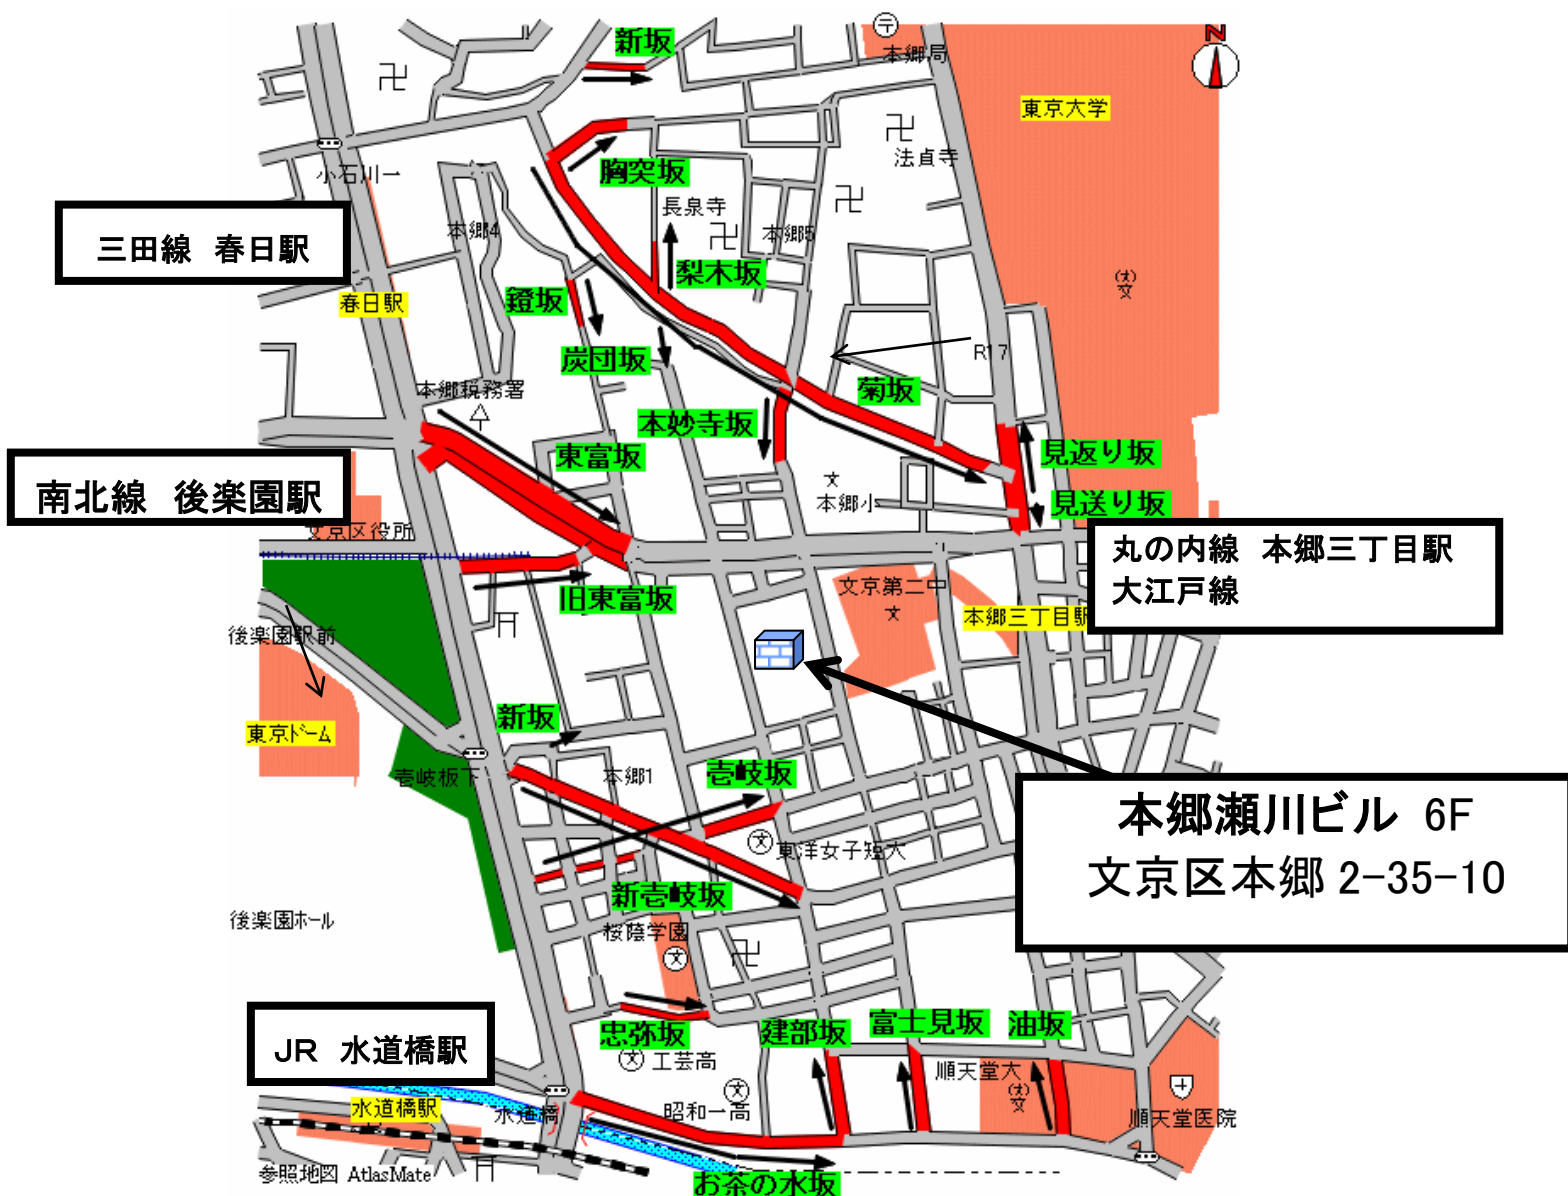 新坂
本郷局
N
東京大学
法真寺
小石川一
胸突坂
長泉寺
本郷4
本郷5
三田線 春日駅
梨木坂
春日駅
鐙坂
炭団坂
R17
本郷税務署
菊坂
本妙寺坂
東富坂
見返り坂
南北線 後楽園駅
文
本郷小
見送り坂
文京区役所
丸の内線 本郷三丁目駅
大江戸線
文京第二中
文
旧東富坂
本郷三丁目駅
後楽園駅前
新坂
東京ドーム
壱岐坂下
本郷1
壱岐坂
本郷瀬川ビル 6F
文京区本郷 2-35-10
東洋女子短大
新壱岐坂
後楽園ホール
桜蔭学園
文
JR 水道橋駅
忠弥坂
建部坂
富士見坂
油坂
文
工芸高
順天堂大
文
(大)
文
水道橋駅
水道橋
昭和一高
順天堂医院
参照地図 AtlasMate
お茶の水坂